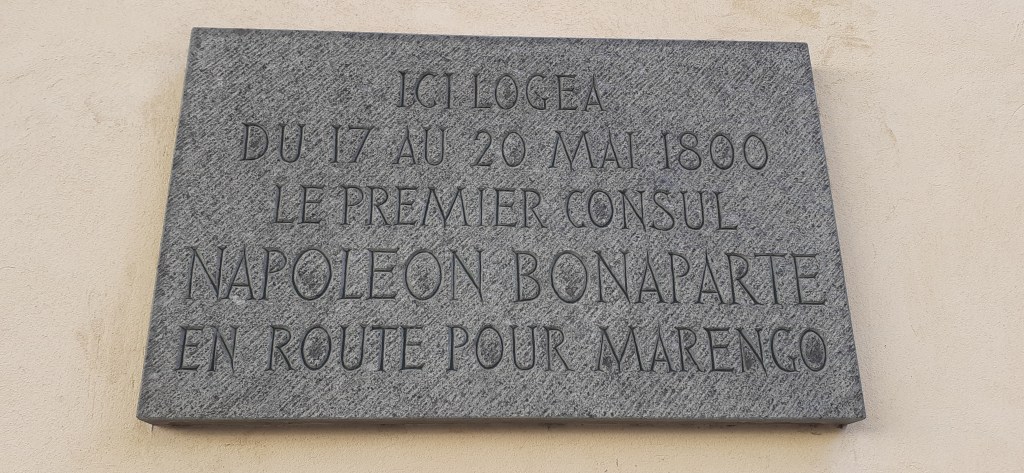 ICI LOGEA
DU 17 AU 20 MAI 1800
LE PREMIER CONSUL
NAPOLEON BONAPARTE
EN ROUTE POUR MARENGO